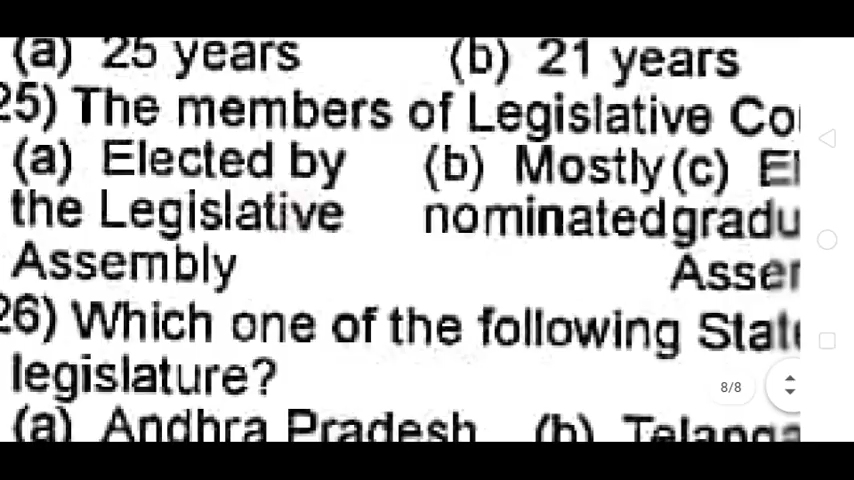 (a) 25 years (b) 21 years
25) The members of Legislative
(a) Elected by (b) Mostly (c)
the Legislative nominated
Assembly
26) Which one of the following
legislature?
8/8
(a) Andhra Pradesh (b)